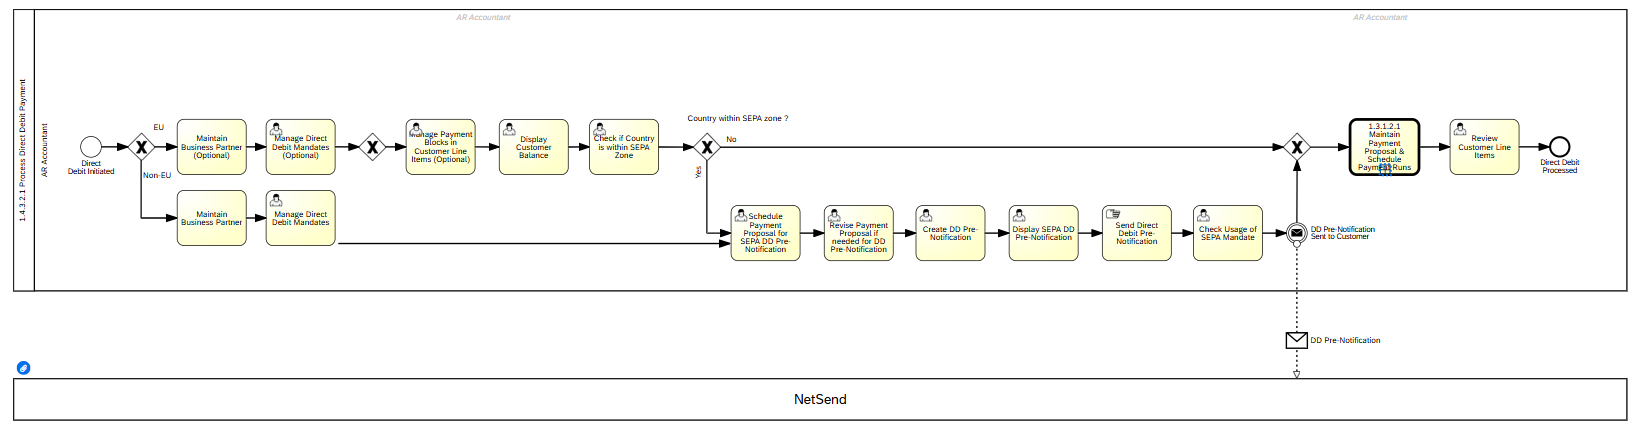 AR Accountant
AR Accountant
1.4.3.2.1 Process Direct Debit Payment
AR Accountant
Direct
Debit Initiated
EU
Non-EU
Maintain
Business Partner
(Optional)
Manage Direct
Debit Mandates
(Optional)
Manage Payment
Blocks in
Customer Line
Items (Optional)
Display
Customer
Balance
Check if Country
is within SEPA
Zone
Country within SEPA zone ?
No
Yes
1.3.1.2.1
Maintain
Payment
Proposal &
Schedule
Payment Runs
Review
Customer Line
Items
Direct Debit
Processed
Maintain
Business Partner
Manage Direct
Debit Mandates
Schedule
Payment
Proposal for
SEPA DD Pre-
Notification
Revise Payment
Proposal if
needed for DD
Pre-Notification
Create DD Pre-
Notification
Display SEPA DD
Pre-Notification
Send Direct
Debit Pre-
Notification
Check Usage of
SEPA Mandate
DD Pre-Notification
Sent to Customer
DD Pre-Notification
NetSend